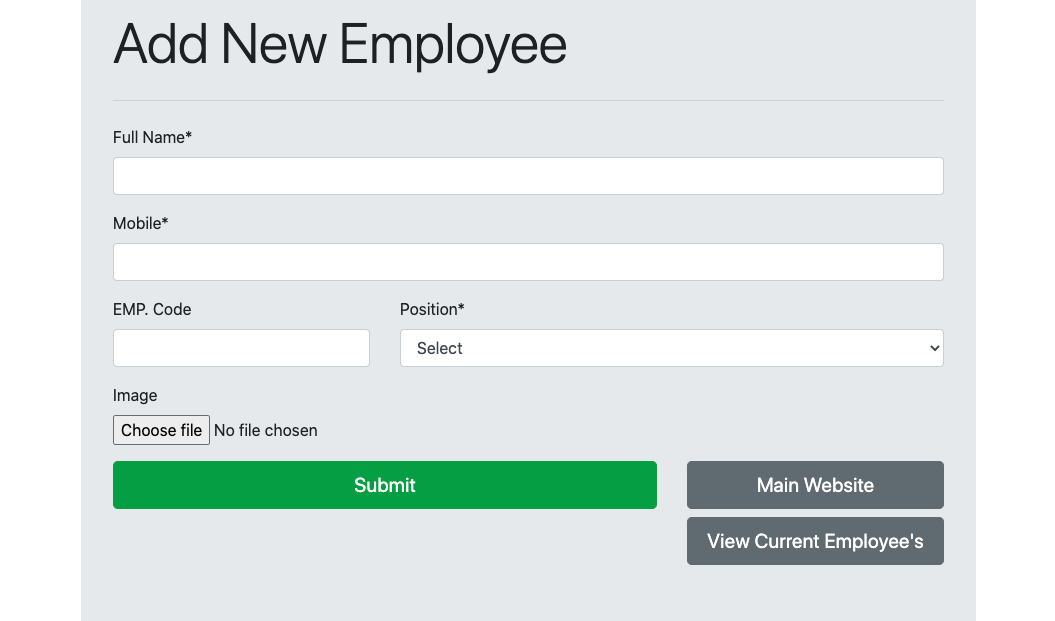 Add New Employee
Full Name*
Mobile*
EMP. Code
Position*
Select
Image
Choose file No file chosen
Submit
Main Website
View Current Employee's